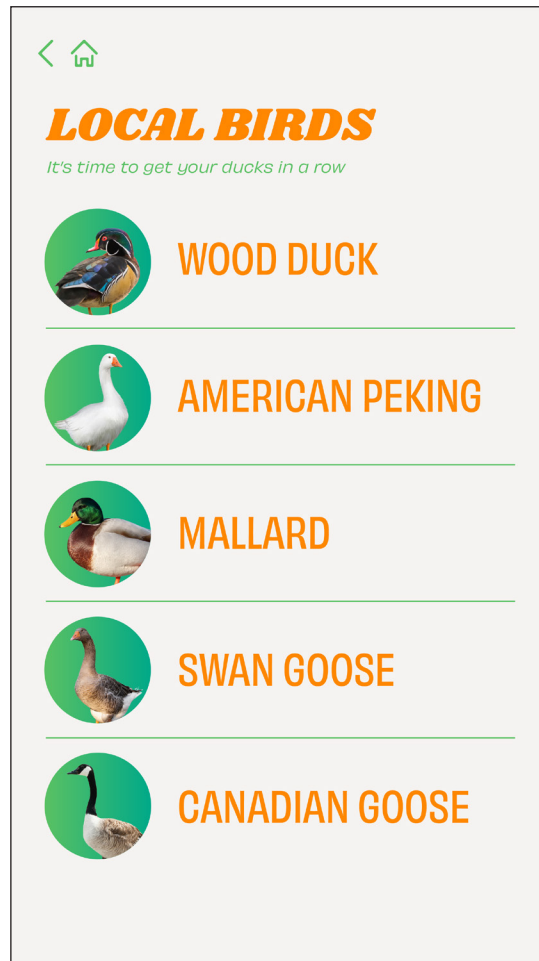 LOCAL BIRDS
It's time to get your ducks in a row
WOOD DUCK
AMERICAN PEKING
MALLARD
SWAN GOOSE
CANADIAN GOOSE